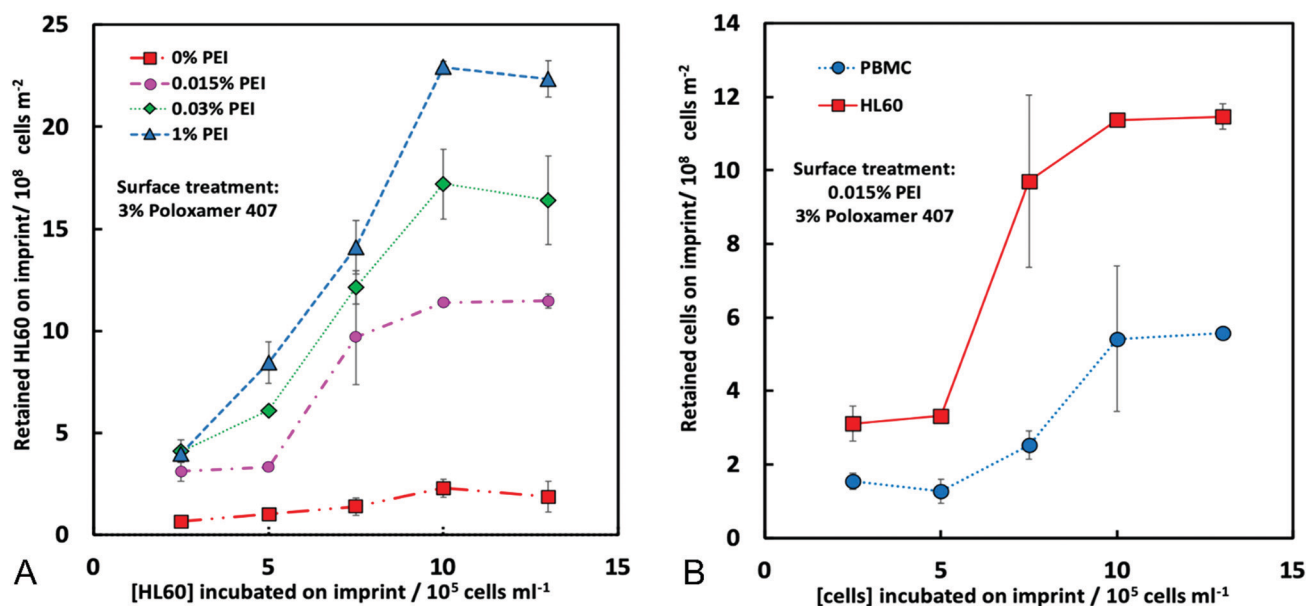 Retained HL60 on imprint/ 10⁸ cells m⁻²
25
20
15
10
5
0
0% PEI
0.015% PEI
0.03% PEI
1% PEI
Surface treatment:
3% Poloxamer 407
0
5
10
15
[HL60] incubated on imprint / 10⁵ cells ml⁻¹
A
Retained cells on imprint/ 10⁸ cells m⁻²
14
12
10
8
6
4
2
0
PBMC
HL60
Surface treatment:
0.015% PEI
3% Poloxamer 407
0
5
10
15
[cells] incubated on imprint / 10⁵ cells ml⁻¹
B